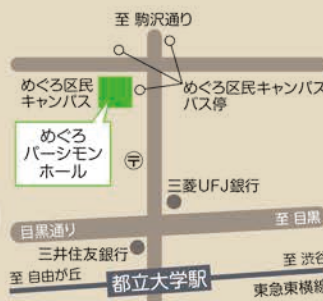 至 駒沢通り
めぐろ区民
キャンパス
めぐろ区民キャンパス
バス停
めぐろ
パーシモン
ホール
〒
三菱UFJ銀行
目黒通り
至 目黒
三井住友銀行
至 自由が丘
都立大学駅
至 渋谷
東急東横線